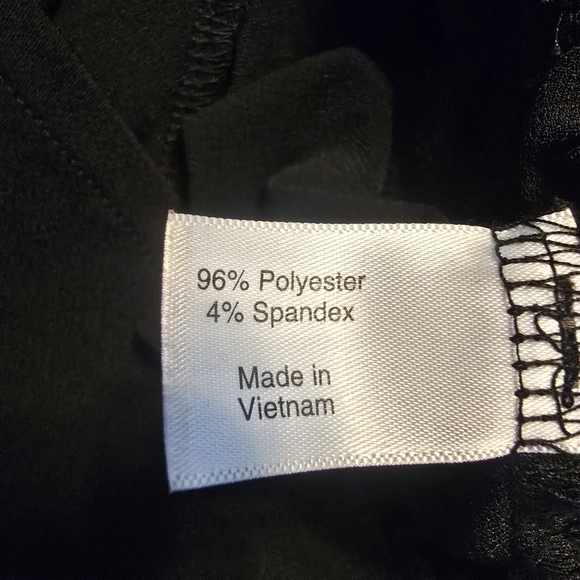 96% Polyester
4% Spandex
Made in
Vietnam